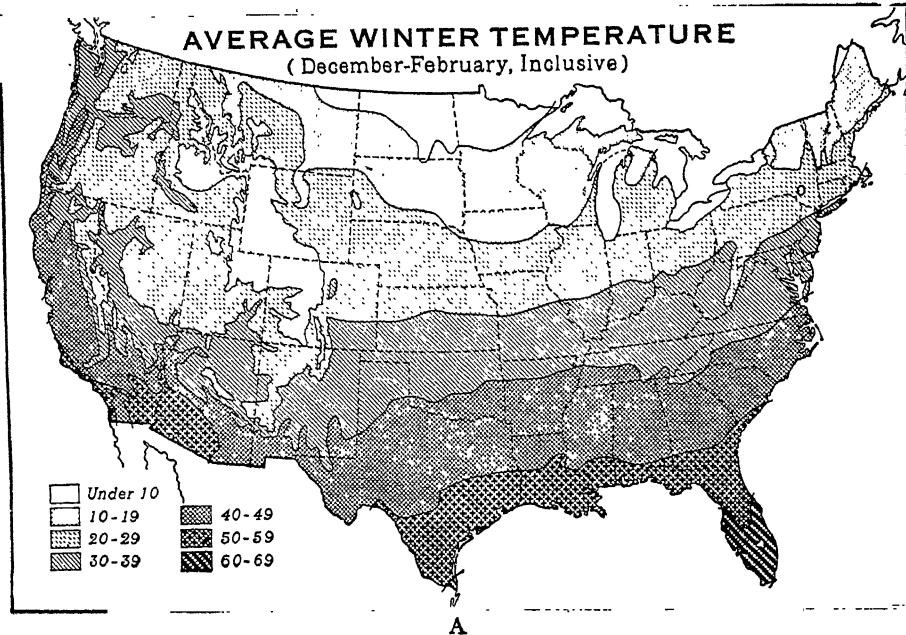 AVERAGE WINTER TEMPERATURE
(December-February, Inclusive)
Under 10
10-19
20-29
30-39
40-49
50-59
60-69
A